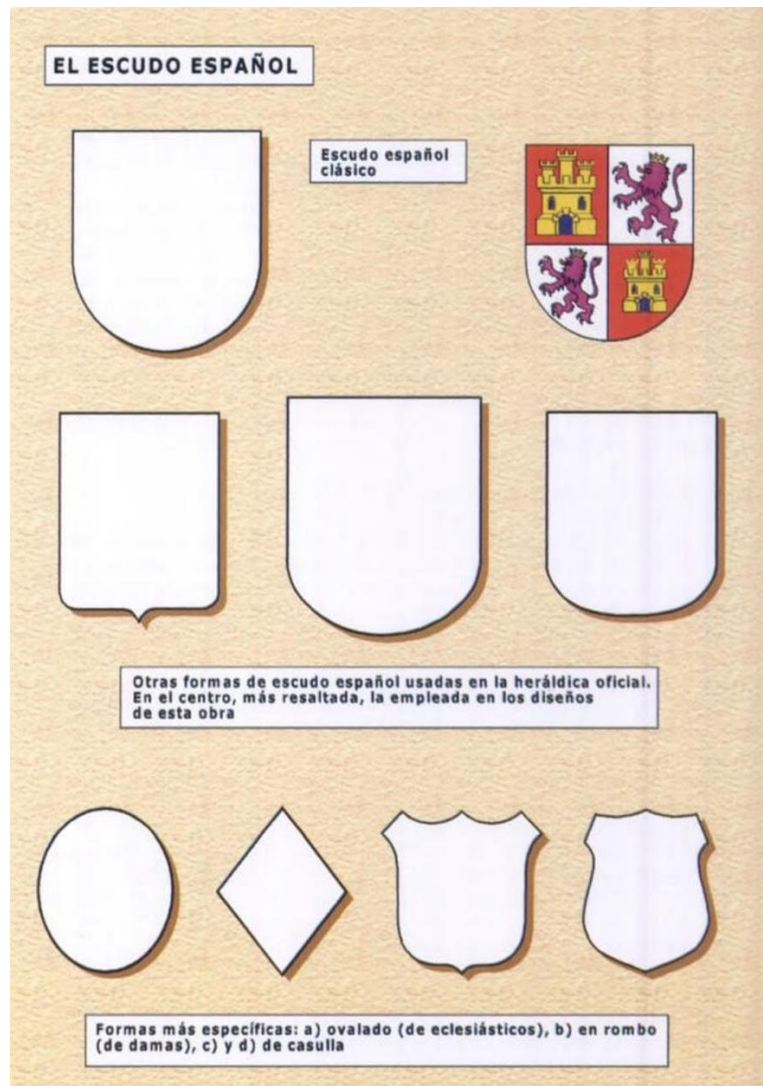 EL ESCUDO ESPAÑOL
Escudo español
clásico
Otras formas de escudo español usadas en la heráldica oficial.
En el centro, más resaltada, la empleada en los diseños
de esta obra
Formas más específicas: a) ovalado (de eclesiásticos), b) en rombo
(de damas), c) y d) de casulla